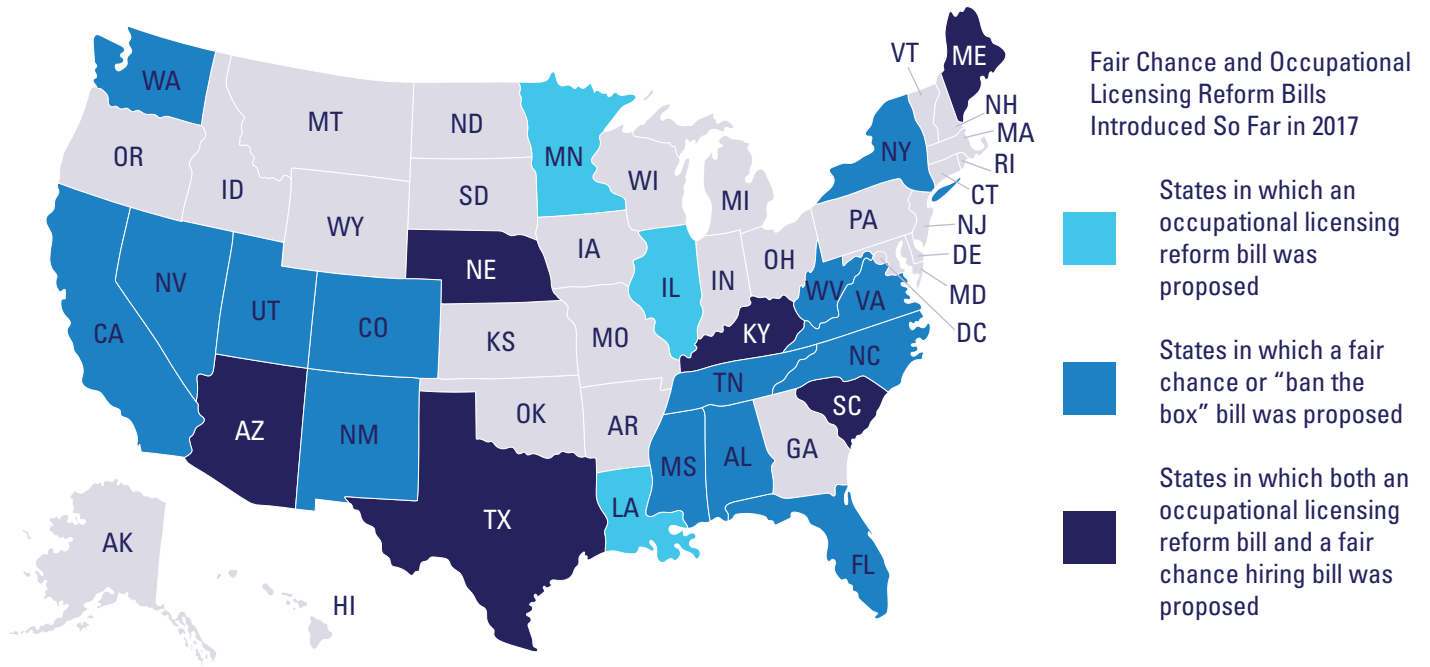 WA
OR
CA
NV
ID
MT
WY
UT
AZ
CO
NM
ND
SD
NE
KS
OK
TX
MN
IA
MO
AR
LA
WI
IL
MI
IN
OH
KY
TN
MS
AL
GA
FL
SC
NC
VA
WV
PA
NY
VT
ME
NH
MA
RI
CT
NJ
DE
MD
DC
AK
HI
Fair Chance and Occupational
Licensing Reform Bills
Introduced So Far in 2017
States in which an
occupational licensing
reform bill was
proposed
States in which a fair
chance or “ban the
box” bill was proposed
States in which both an
occupational licensing
reform bill and a fair
chance hiring bill was
proposed